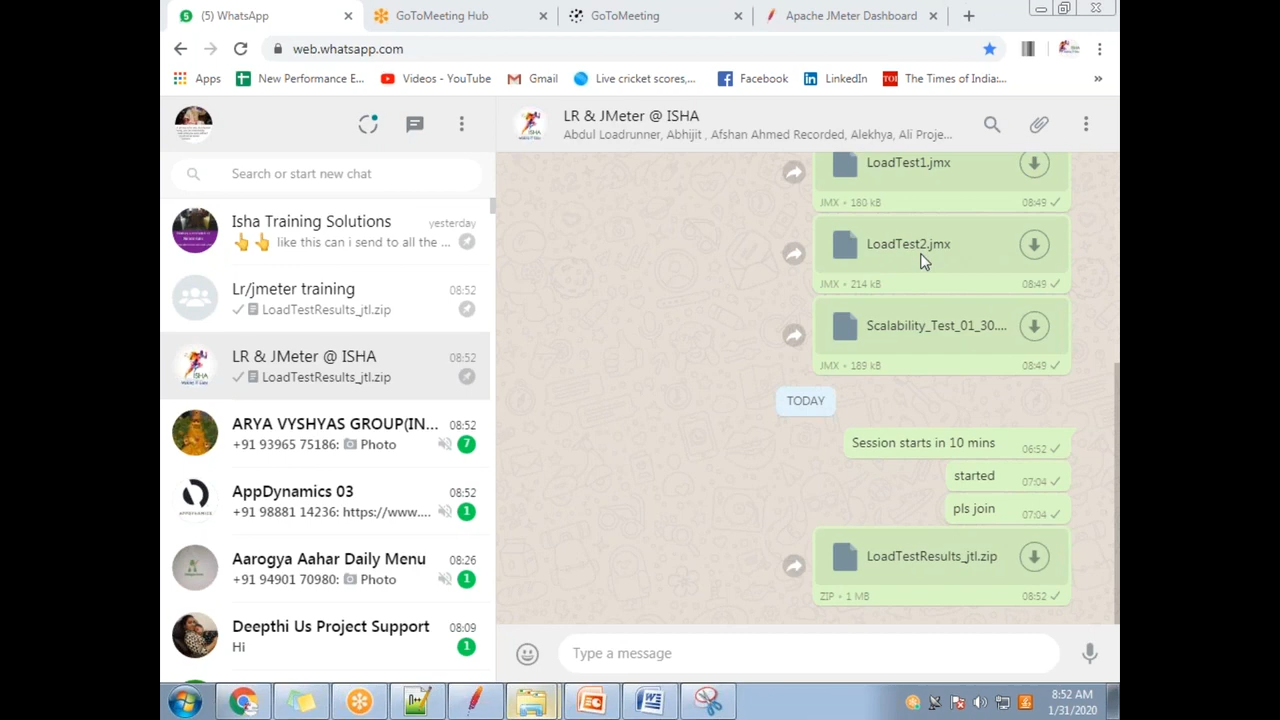 (5) WhatsApp
GoToMeeting Hub
GoToMeeting
Apache JMeter Dashboard
web.whatsapp.com
Apps
New Performance E...
Videos - YouTube
Gmail
Live cricket scores,...
Facebook
LinkedIn
TOI
The Times of India:...
LR & JMeter @ ISHA
Abdul Loadrunner, Abhijit , Afshan Ahmed Recorded, Alekhya, Ali Proje...
Search or start new chat
Isha Training Solutions
yesterday
👆 👆 like this can i send to all the ...
Lr/jmeter training
08:52
LoadTestResults_jtl.zip
LR & JMeter @ ISHA
08:52
LoadTestResults_jtl.zip
ARYA VYSHYAS GROUP(IN...
08:52
+91 93965 75186: Photo
7
AppDynamics 03
08:52
+91 98881 14236: https://www....
1
Aarogya Aahar Daily Menu
08:26
+91 94901 70980: Photo
1
Deepthi Us Project Support
08:09
Hi
1
LoadTest1.jmx
JMX • 180 kB
08:49
LoadTest2.jmx
JMX • 214 kB
08:49
Scalability_Test_01_30....
JMX • 189 kB
08:49
TODAY
Session starts in 10 mins
06:52
started
07:04
pls join
07:04
LoadTestResults_jtl.zip
ZIP • 1 MB
08:52
Type a message
8:52 AM
1/31/2020